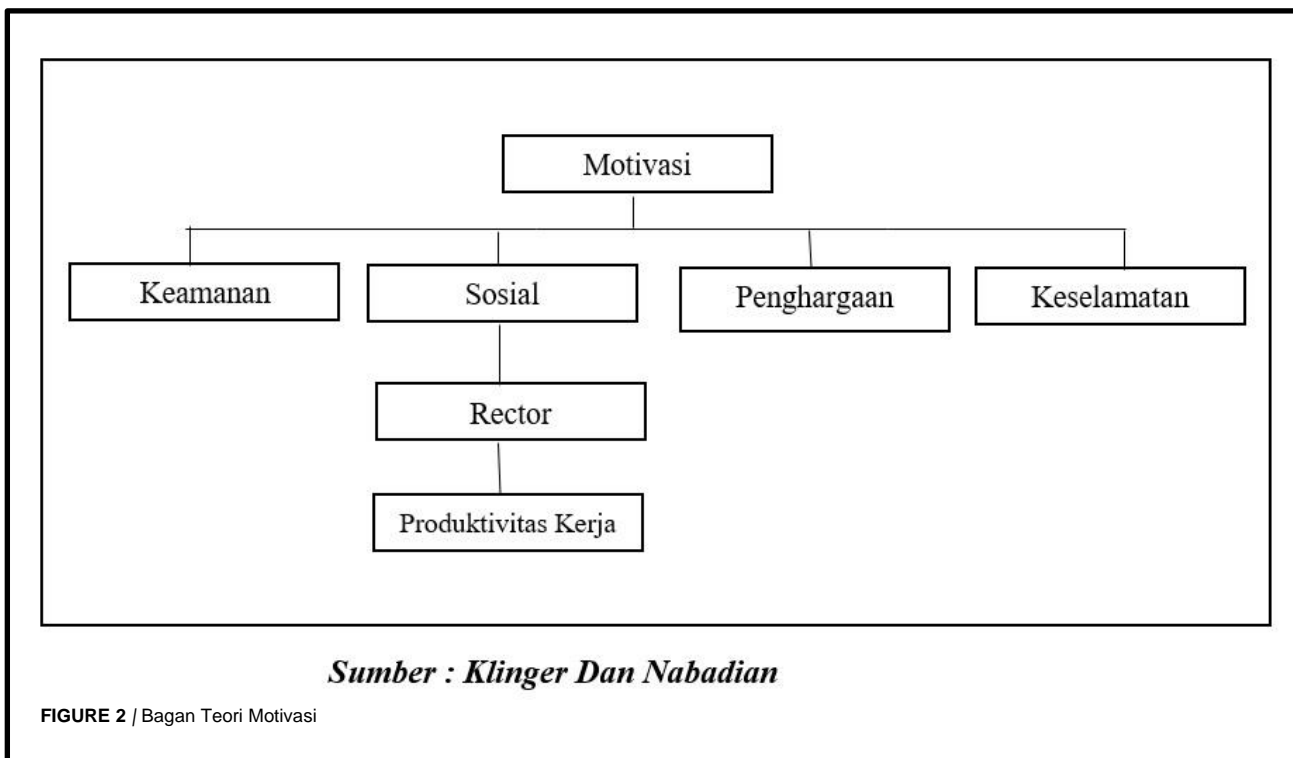 Motivasi
Keamanan
Sosial
Penghargaan
Keselamatan
Rector
Produktivitas Kerja
Sumber : Klinger Dan Nabadian
FIGURE 2 | Bagan Teori Motivasi